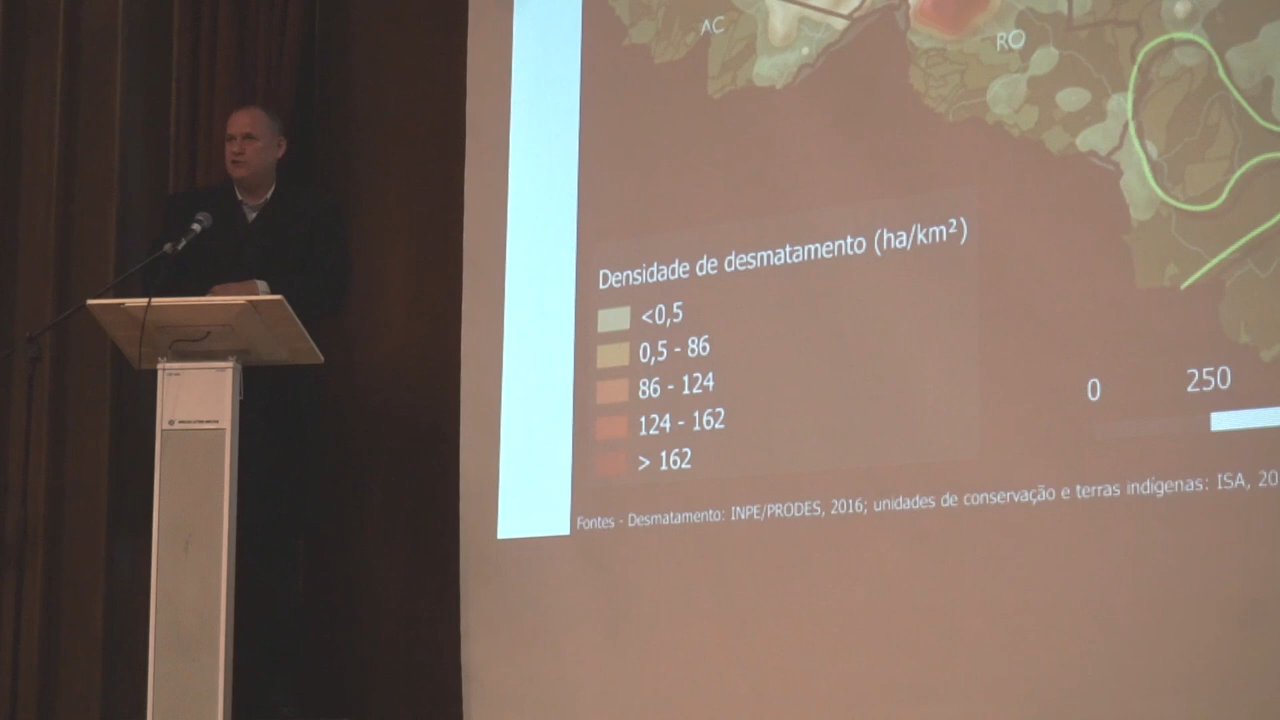 AC
RO
Densidade de desmatamento (ha/km²)
<0,5
0,5 - 86
86 - 124
124 - 162
> 162
0 250
Fontes - Desmatamento: INPE/PRODES, 2016; unidades de conservação e terras indígenas: ISA, 20